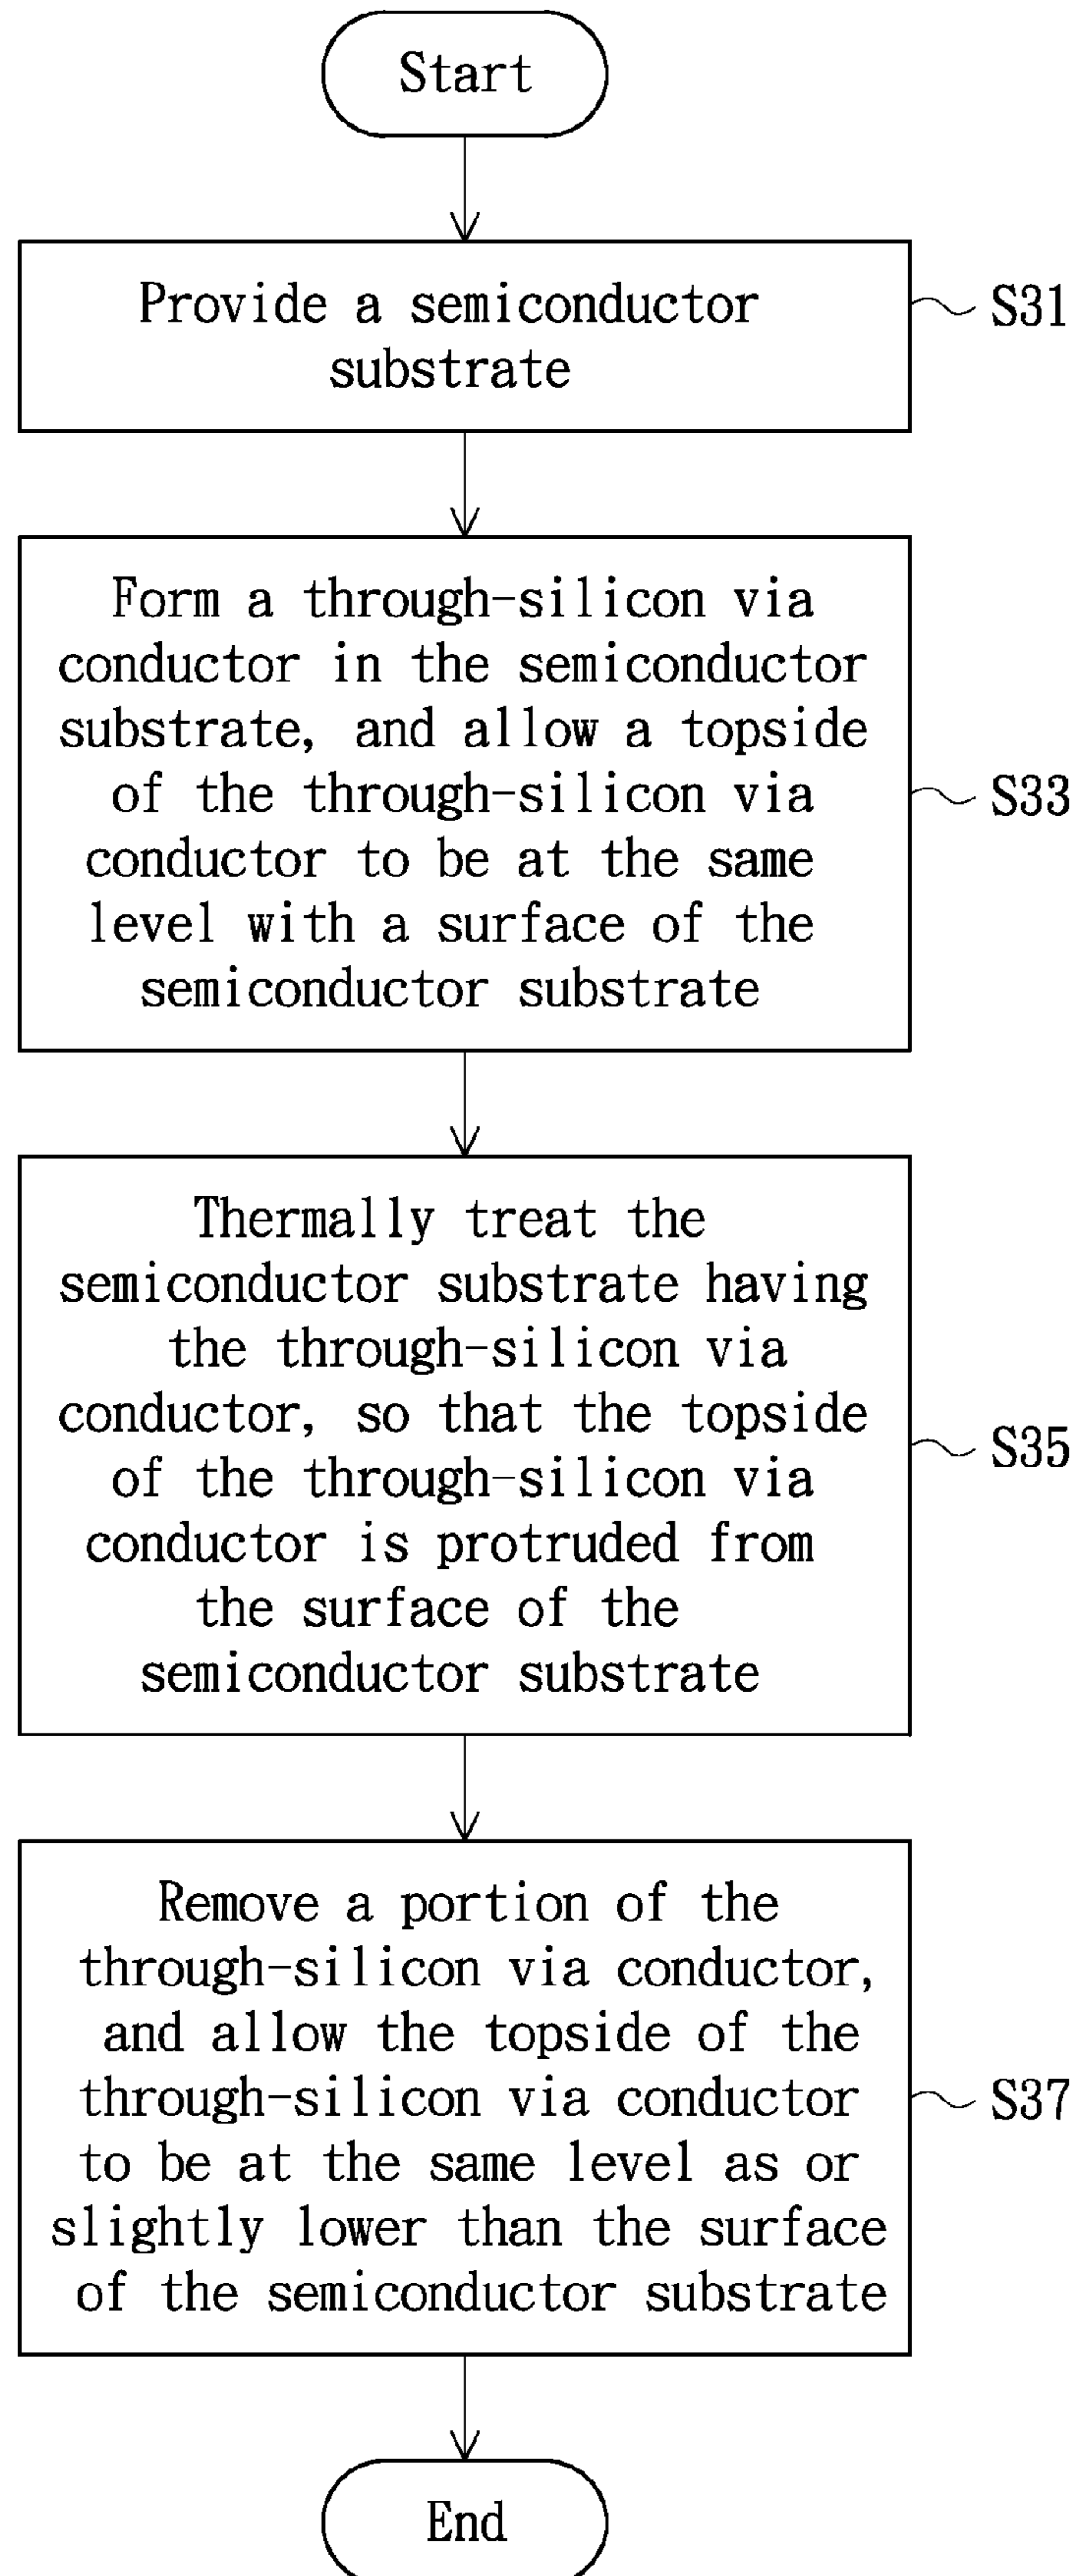 Start
Provide a semiconductor
substrate
S31
Form a through-silicon via
conductor in the semiconductor
substrate, and allow a topside
of the through-silicon via
conductor to be at the same
level with a surface of the
semiconductor substrate
S33
Thermally treat the
semiconductor substrate having
the through-silicon via
conductor, so that the topside
of the through-silicon via
conductor is protruded from
the surface of the
semiconductor substrate
S35
Remove a portion of the
through-silicon via conductor,
and allow the topside of the
through-silicon via conductor
to be at the same level as or
slightly lower than the surface
of the semiconductor substrate
S37
End